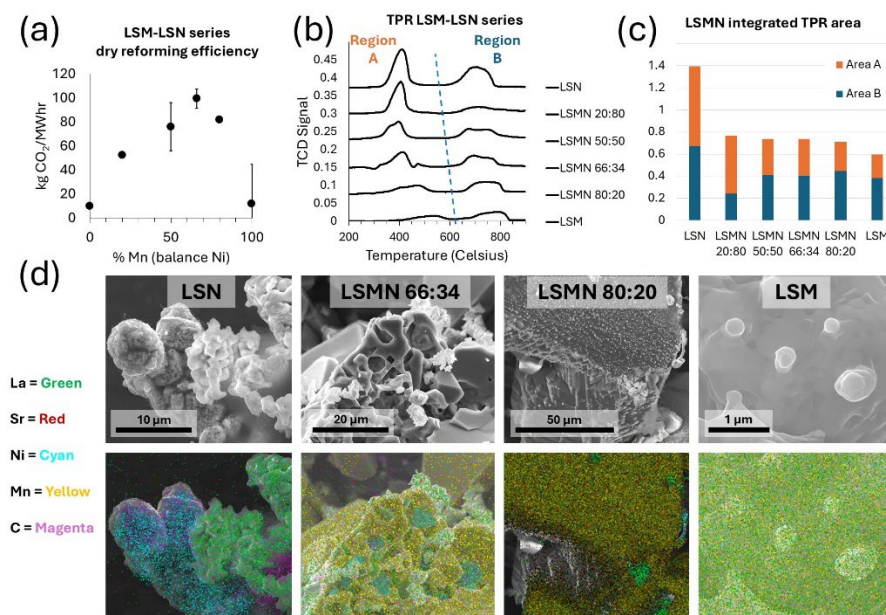 (a)
LSM-LSN series
dry reforming efficiency
kg CO₂/MWhr
120
100
80
60
40
20
0
0
50
100
% Mn (balance Ni)
(b)
TPR LSM-LSN series
Region
A
Region
B
TCD Signal
0.45
0.4
0.35
0.3
0.25
0.2
0.15
0.1
0.05
0
200
400
600
800
Temperature (Celsius)
LSN
LSMN 20:80
LSMN 50:50
LSMN 66:34
LSMN 80:20
LSM
(c)
LSMN integrated TPR area
Area A
Area B
1.4
1.2
1
0.8
0.6
0.4
0.2
0
LSN
LSMN
20:80
LSMN
50:50
LSMN
66:34
LSMN
80:20
LSM
(d)
LSN
LSMN 66:34
LSMN 80:20
LSM
10 µm
20 µm
50 µm
1 µm
La = Green
Sr = Red
Ni = Cyan
Mn = Yellow
C = Magenta